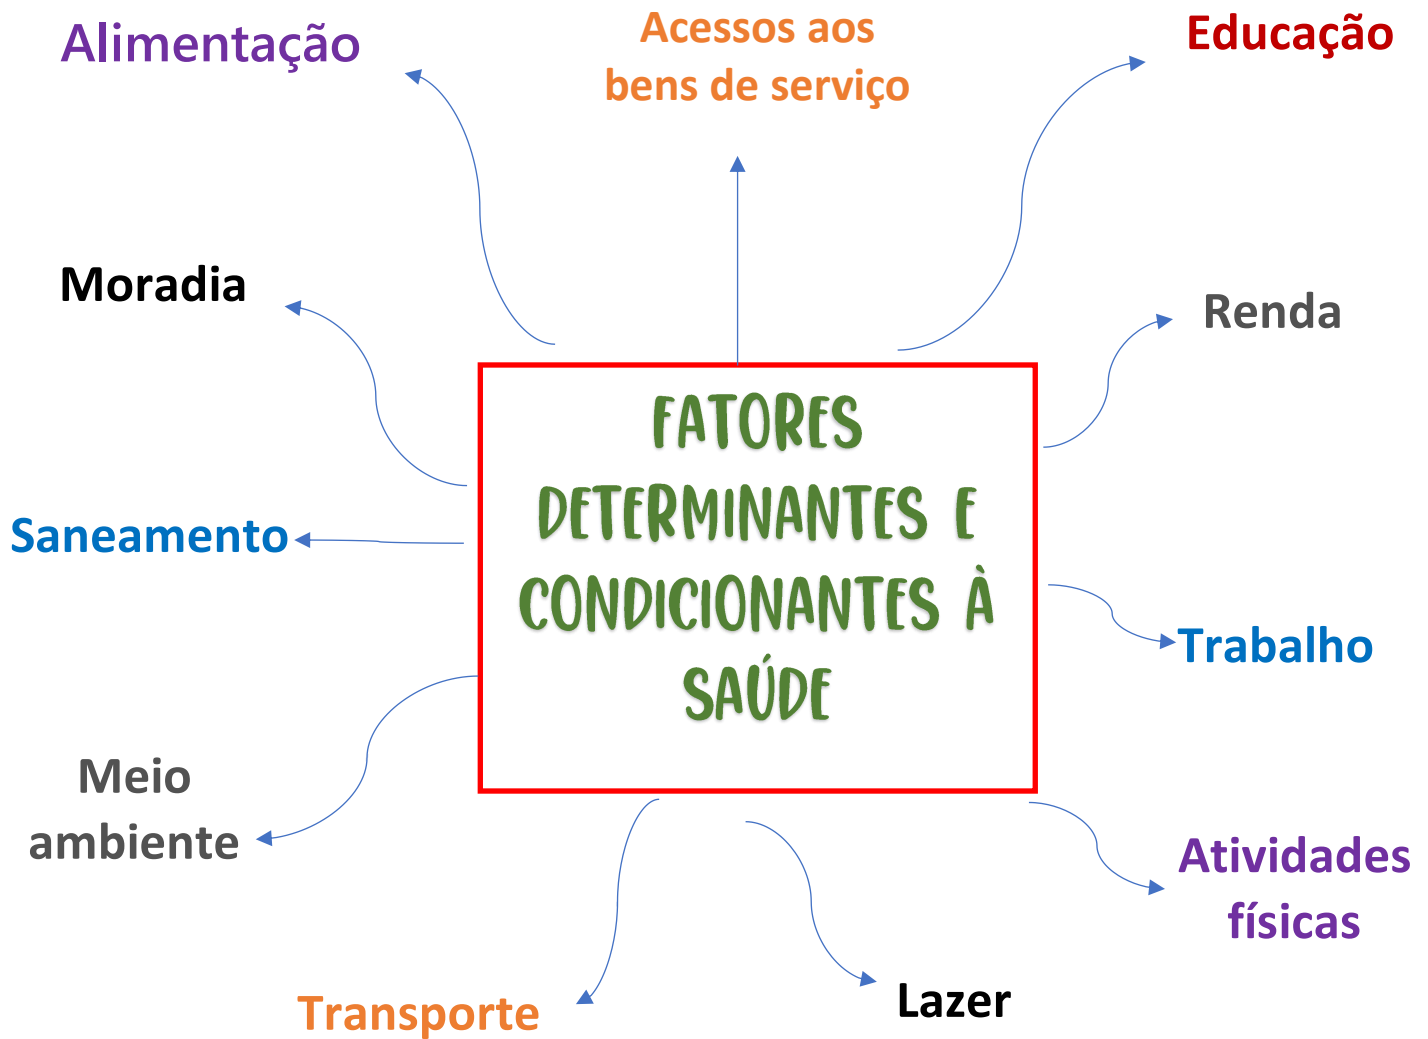 Alimentação
Acessos aos
bens de serviço
Educação
Moradia
Renda
FATORES
DETERMINANTES E
CONDICIONANTES À
SAÚDE
Saneamento
Trabalho
Meio
ambiente
Atividades
físicas
Transporte
Lazer